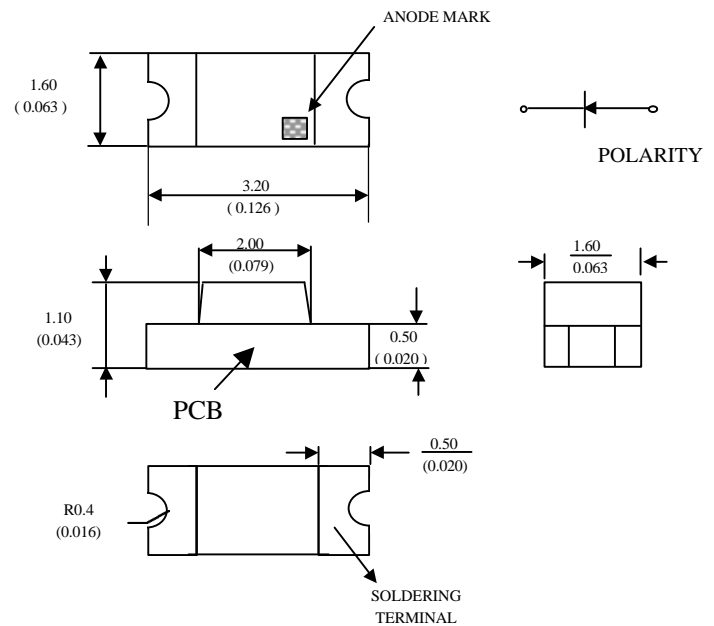 ANODE MARK
1.60
( 0.063 )
POLARITY
3.20
( 0.126 )
2.00
(0.079)
1.60
0.063
1.10
(0.043)
0.50
( 0.020 )
PCB
0.50
(0.020)
R0.4
(0.016)
SOLDERING
TERMINAL